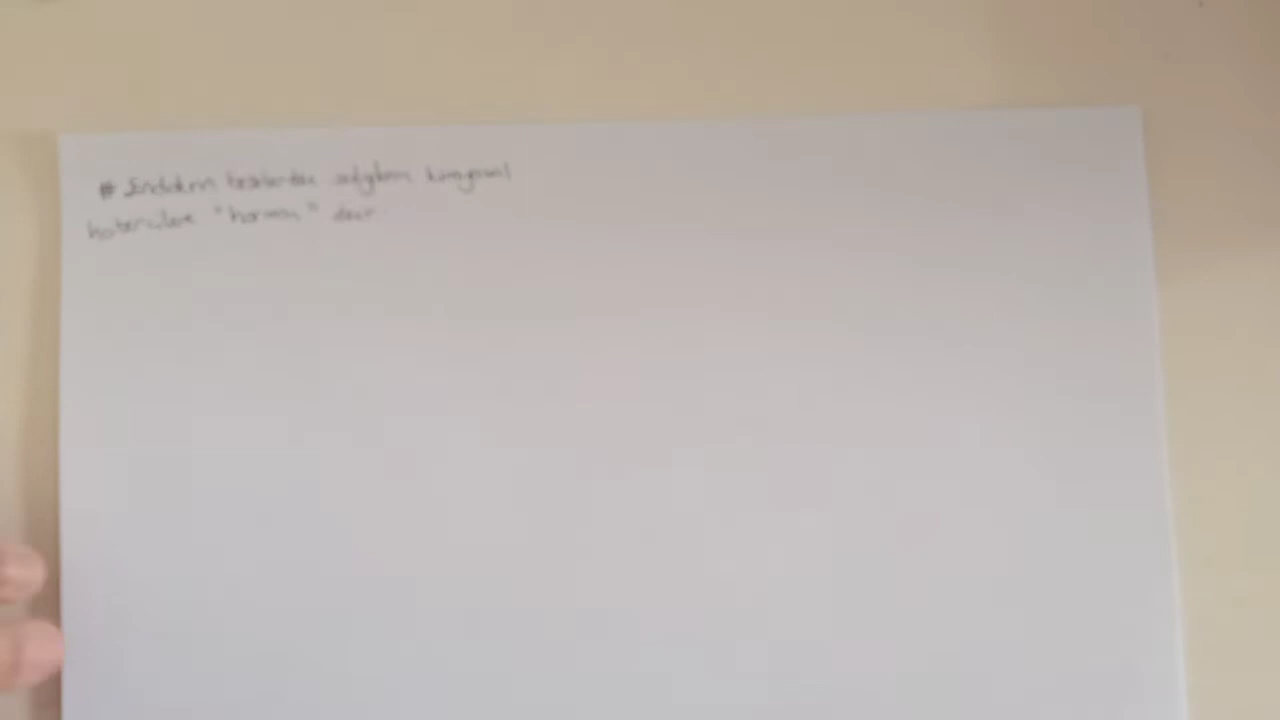 # Endokrin bezlerden salgılanan kimyasal
habercilere "hormon" denir.